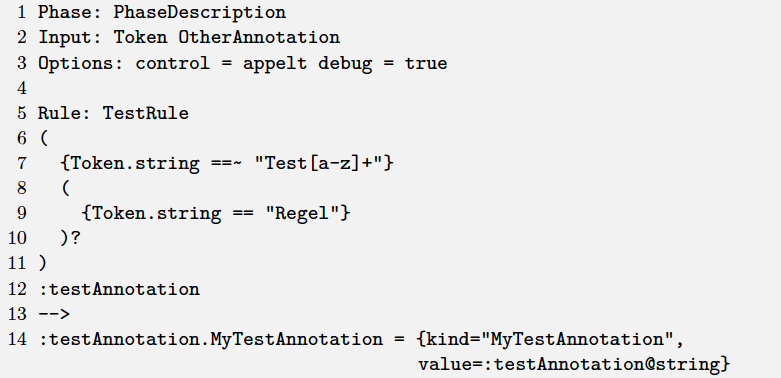 1 Phase: PhaseDescription
2 Input: Token OtherAnnotation
3 Options: control = appelt debug = true
4
5 Rule: TestRule
6 (
7 {Token.string ==~ "Test[a-z]+"}
8 (
9 {Token.string == "Regel"}
10 )?
11 )
12 :testAnnotation
13 -->
14 :testAnnotation.MyTestAnnotation = {kind="MyTestAnnotation",
value=:testAnnotation@string}